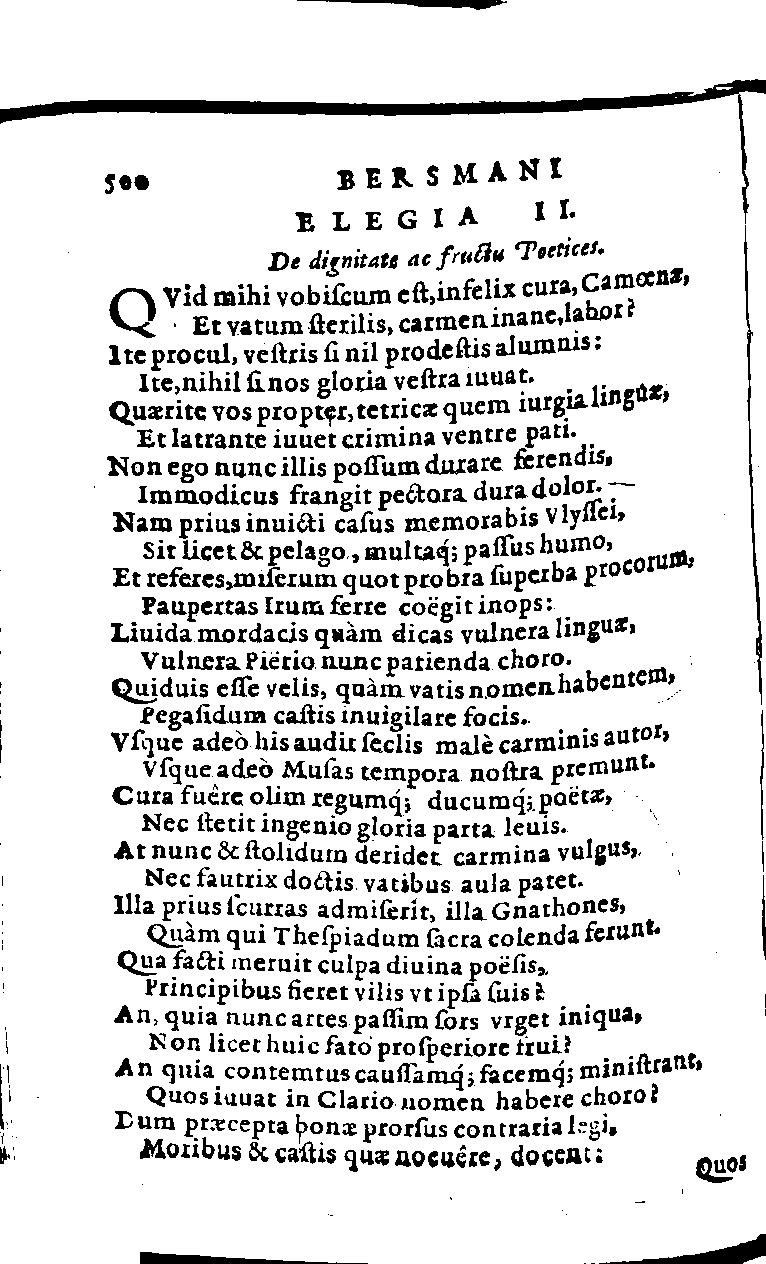 500 BERSMANI
ELEGIA II.
De dignitate ac fructu Poetices.
QVid mihi vobiſcum eſt, infelix cura, Camœnæ,
Et vatum ſterilis, carmen inane, labor?
Ite procul, veſtris ſi nil prodeſtis alumnis:
Ite, nihil ſi nos gloria veſtra iuuat.
Quærite vos propter, tetricæ quem iurgia linguæ,
Et latrante iuuet crimina ventre pati.
Non ego nunc illis poſſum durare ferendis,
Immodicus frangit pectora dura dolor. —
Nam prius inuicti caſus memorabis Vlyſſei,
Sit licet & pelago, multaq́; paſſus humo,
Et referes, miſerum quot probra ſuperba procorum,
Paupertas Irum ferre coëgit inops:
Liuida mordacis quàm dicas vulnera linguæ,
Vulnera Piërio nunc patienda choro.
Quiduis eſſe velis, quàm vatis nomen habentem,
Pegaſidum caſtis inuigilare focis.
Vſque adeò his audit ſeclis malè carminis autor,
Vſque adeò Muſas tempora noſtra premunt.
Cura fuêre olim regumq́; ducumq́; poëtæ,
Nec ſtetit ingenio gloria parta leuis.
At nunc & ſtolidum deridet carmina vulgus,
Nec fautrix doctis vatibus aula patet.
Illa prius ſcurras admiſerit, illa Gnathones,
Quàm qui Theſpiadum ſacra colenda ferunt.
Qua facti meruit culpa diuina poëſis,
Principibus fieret vilis vt ipſa ſuis?
An, quia nunc artes paſſim ſors vrget iniqua,
Non licet huic fato proſperiore frui?
An quia contemtus cauſſamq́; facemq́; miniſtrant,
Quos iuuat in Clario nomen habere choro?
Dum præcepta bonæ prorſus contraria legi,
Moribus & caſtis quæ nocuêre, docent:
Quos